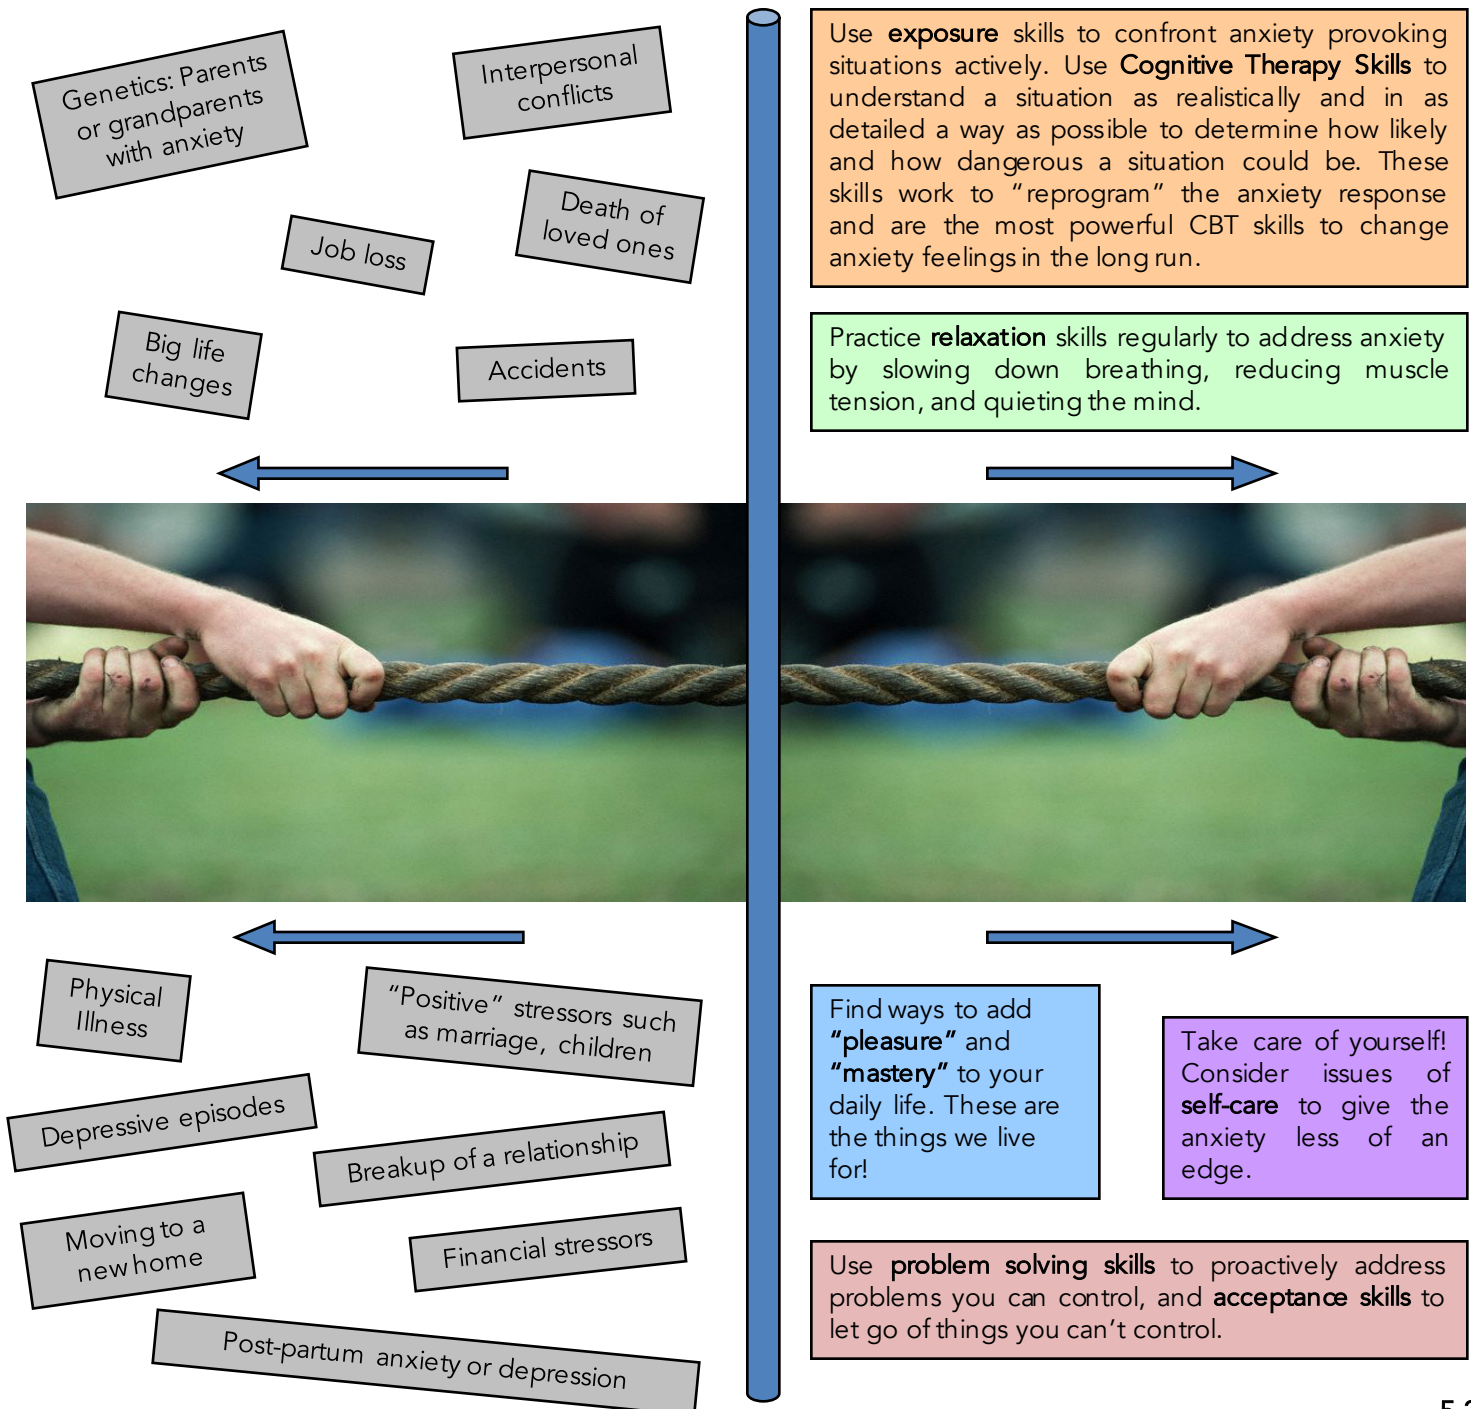 Genetics: Parents
or grandparents
with anxiety
Interpersonal
conflicts
Death of
loved ones
Job loss
Big life
changes
Accidents
Use exposure skills to confront anxiety provoking
situations actively. Use Cognitive Therapy Skills to
understand a situation as realistically and in as
detailed a way as possible to determine how likely
and how dangerous a situation could be. These
skills work to “reprogram” the anxiety response
and are the most powerful CBT skills to change
anxiety feelings in the long run.
Practice relaxation skills regularly to address anxiety
by slowing down breathing, reducing muscle
tension, and quieting the mind.
Physical
Illness
“Positive” stressors such
as marriage, children
Depressive episodes
Breakup of a relationship
Moving to a
new home
Financial stressors
Post-partum anxiety or depression
Find ways to add
“pleasure” and
“mastery” to your
daily life. These are
the things we live
for!
Take care of yourself!
Consider issues of
self-care to give the
anxiety less of an
edge.
Use problem solving skills to proactively address
problems you can control, and acceptance skills to
let go of things you can’t control.